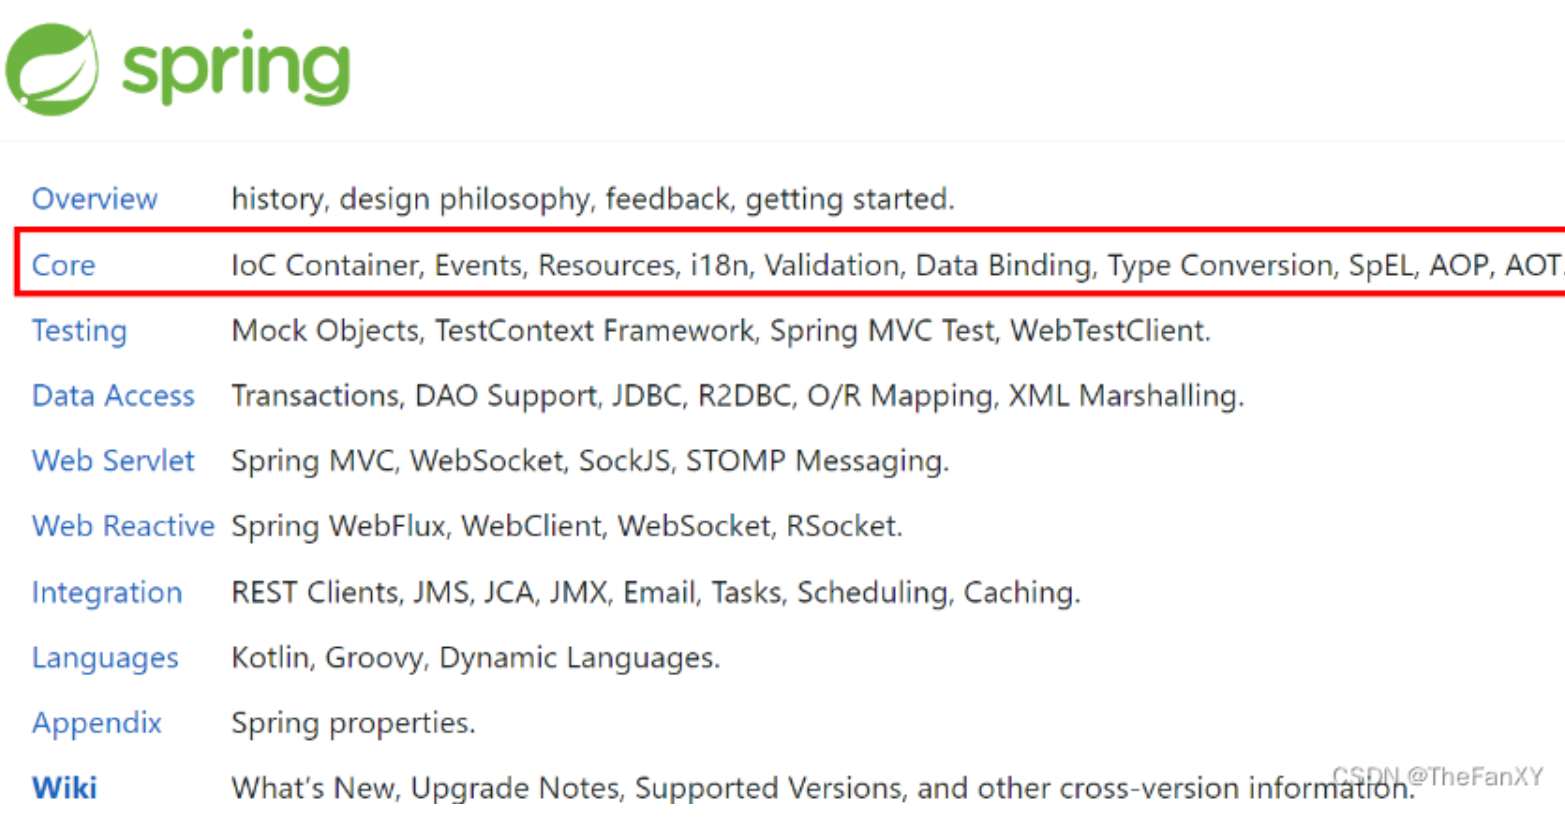 spring
Overview history, design philosophy, feedback, getting started.
Core IoC Container, Events, Resources, i18n, Validation, Data Binding, Type Conversion, SpEL, AOP, AOT.
Testing Mock Objects, TestContext Framework, Spring MVC Test, WebTestClient.
Data Access Transactions, DAO Support, JDBC, R2DBC, O/R Mapping, XML Marshalling.
Web Servlet Spring MVC, WebSocket, SockJS, STOMP Messaging.
Web Reactive Spring WebFlux, WebClient, WebSocket, RSocket.
Integration REST Clients, JMS, JCA, JMX, Email, Tasks, Scheduling, Caching.
Languages Kotlin, Groovy, Dynamic Languages.
Appendix Spring properties.
Wiki What’s New, Upgrade Notes, Supported Versions, and other cross-version information.
CSDN @TheFanXY